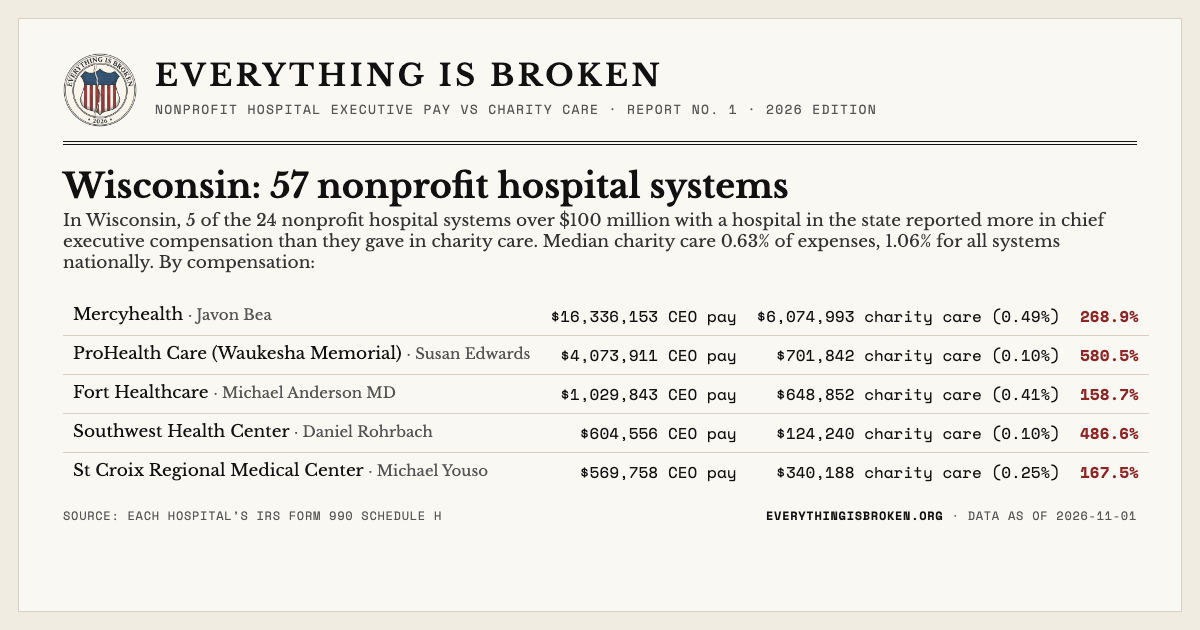 EVERYTHING IS BROKEN
2026
EVERYTHING IS BROKEN
NONPROFIT HOSPITAL EXECUTIVE PAY VS CHARITY CARE · REPORT NO. 1 · 2026 EDITION
Wisconsin: 57 nonprofit hospital systems
In Wisconsin, 5 of the 24 nonprofit hospital systems over $100 million with a hospital in the state reported more in chief
executive compensation than they gave in charity care. Median charity care 0.63% of expenses, 1.06% for all systems
nationally. By compensation:
Mercyhealth · Javon Bea $16,336,153 CEO pay $6,074,993 charity care (0.49%) 268.9%
ProHealth Care (Waukesha Memorial) · Susan Edwards $4,073,911 CEO pay $701,842 charity care (0.10%) 580.5%
Fort Healthcare · Michael Anderson MD $1,029,843 CEO pay $648,852 charity care (0.41%) 158.7%
Southwest Health Center · Daniel Rohrbach $604,556 CEO pay $124,240 charity care (0.10%) 486.6%
St Croix Regional Medical Center · Michael Youso $569,758 CEO pay $340,188 charity care (0.25%) 167.5%
SOURCE: EACH HOSPITAL'S IRS FORM 990 SCHEDULE H
EVERYTHINGISBROKEN.ORG · DATA AS OF 2026-11-01